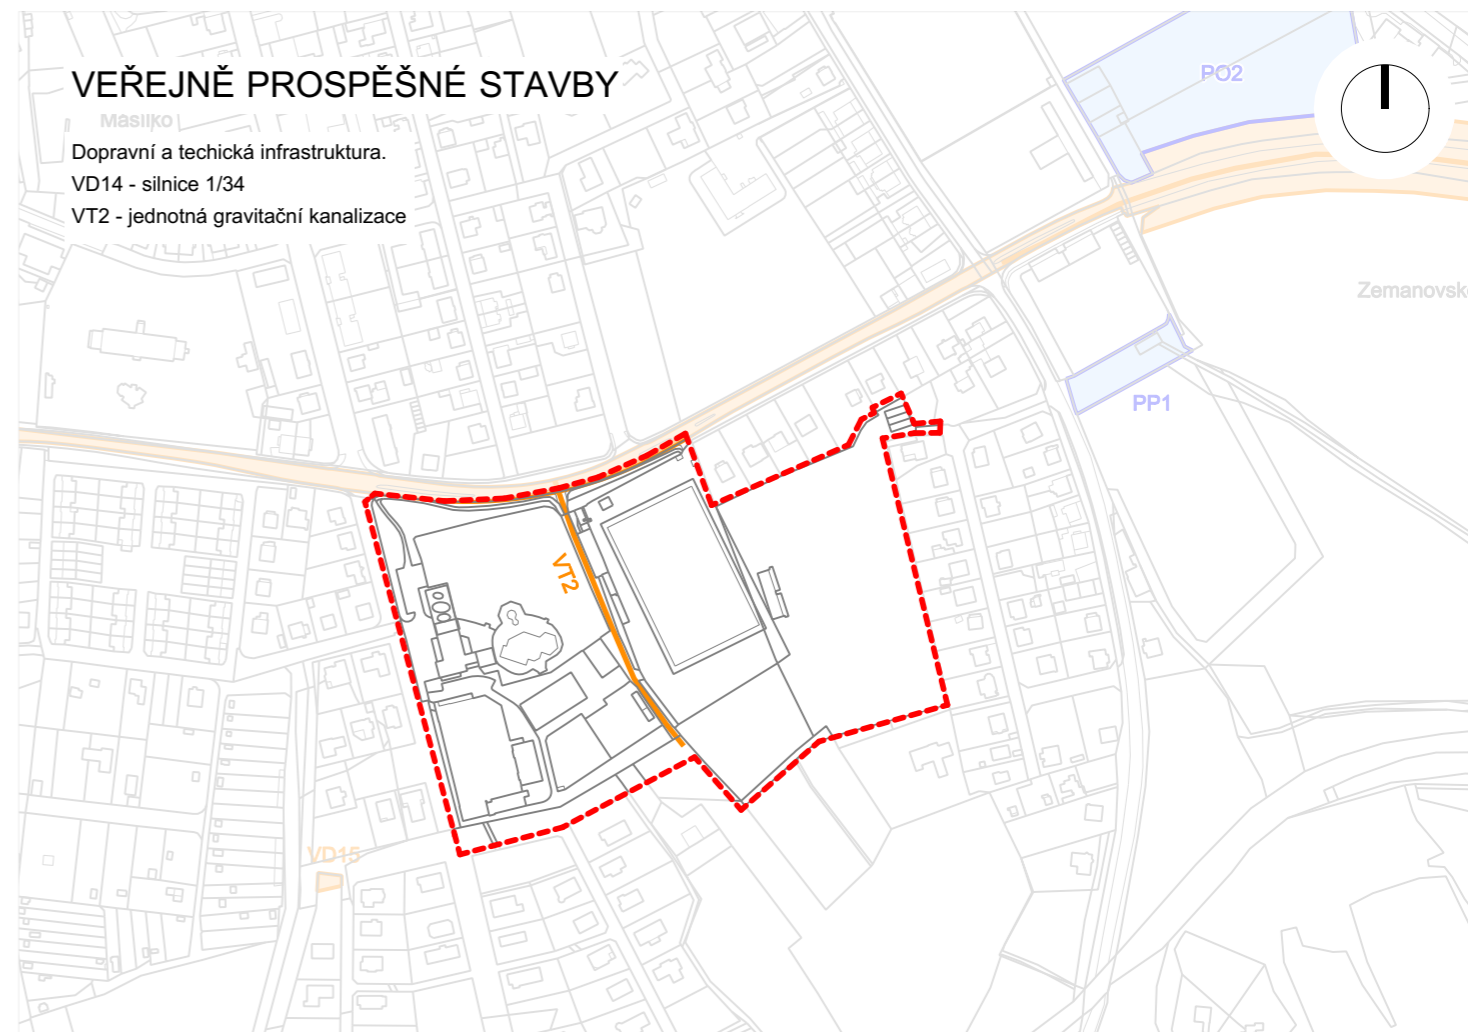 VEŘEJNĚ PROSPĚŠNÉ STAVBY
Masilko
Dopravní a techická infrastruktura.
VD14 - silnice 1/34
VT2 - jednotná gravitační kanalizace
PO2
Zemanovsk
PP1
VT2
VD15